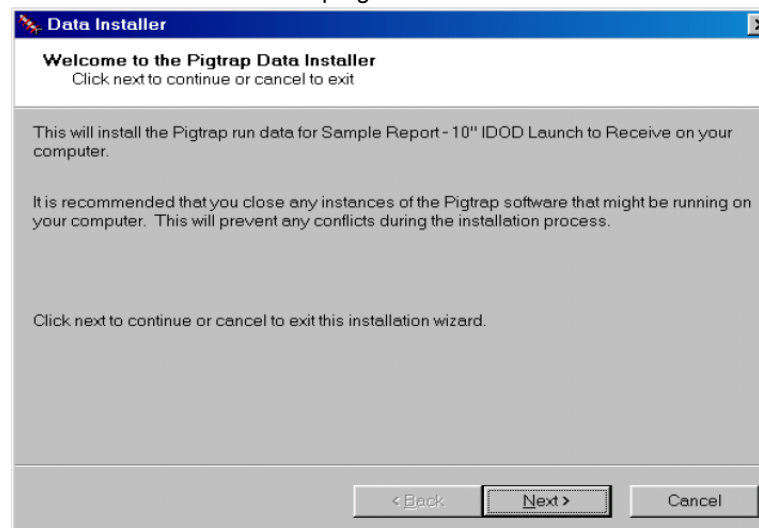 Data Installer
Welcome to the Pigtrap Data Installer
Click next to continue or cancel to exit
This will install the Pigtrap run data for Sample Report - 10" IDOD Launch to Receive on your
computer.
It is recommended that you close any instances of the Pigtrap software that might be running on
your computer.  This will prevent any conflicts during the installation process.
Click next to continue or cancel to exit this installation wizard.
< Back Next > Cancel